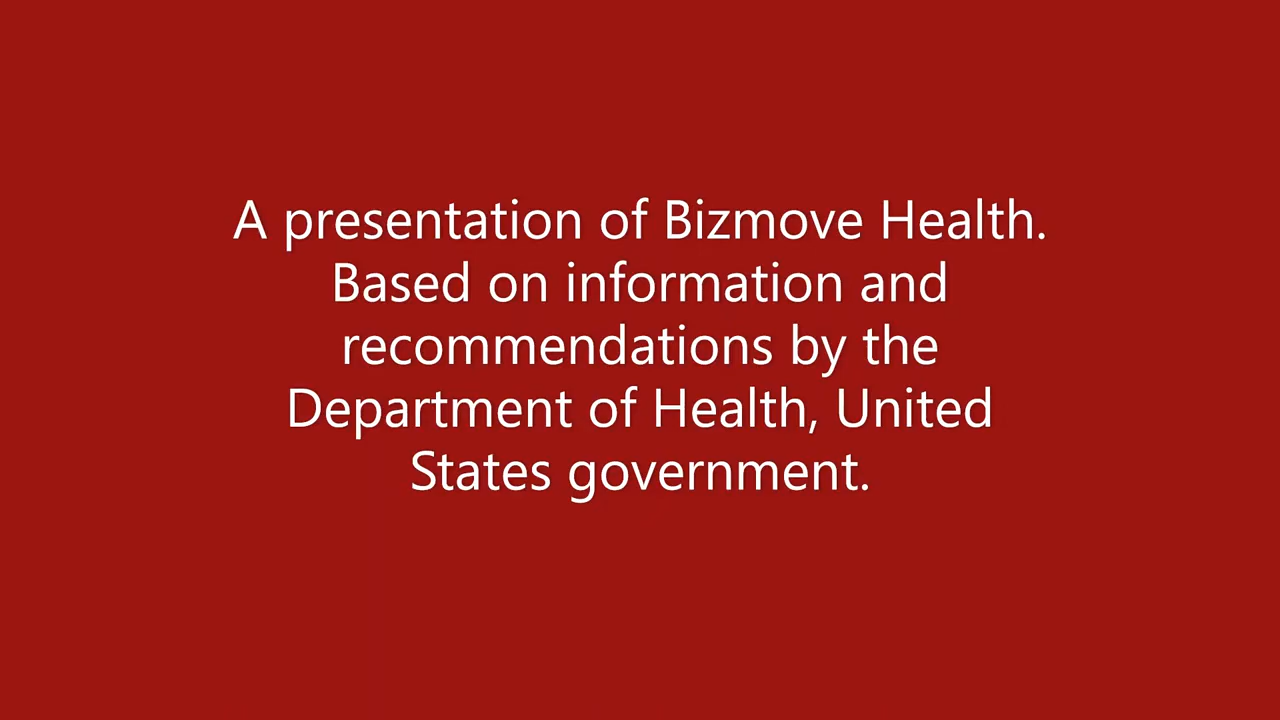 A presentation of Bizmove Health.
Based on information and
recommendations by the
Department of Health, United
States government.